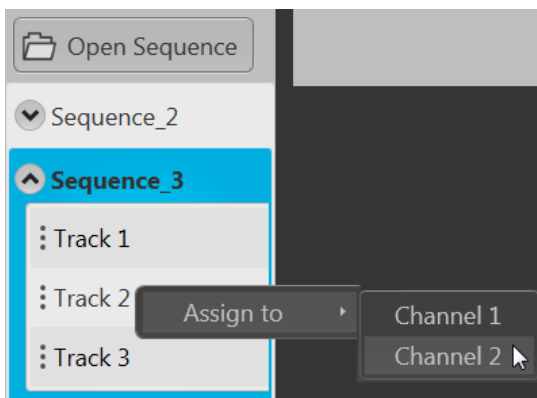 Open Sequence
Sequence_2
Sequence_3
Track 1
Track 2
Assign to
Channel 1
Channel 2
Track 3